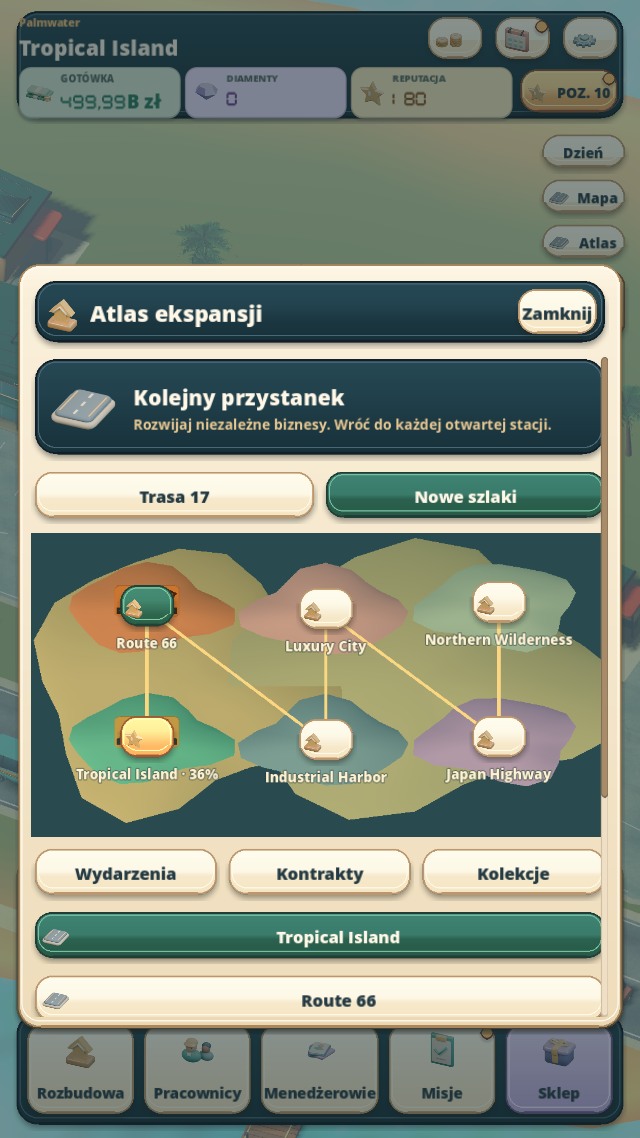 Palmwater
Tropical Island
GOTÓWKA
499,99B zł
DIAMENTY
0
REPUTACJA
180
POZ. 10
Dzień
Mapa
Atlas
Atlas ekspansji
Zamknij
Kolejny przystanek
Rozwijaj niezależne biznesy. Wróć do każdej otwartej stacji.
Trasa 17
Nowe szlaki
Route 66
Luxury City
Northern Wilderness
Tropical Island · 36%
Industrial Harbor
Japan Highway
Wydarzenia
Kontrakty
Kolekcje
Tropical Island
Route 66
Rozbudowa
Pracownicy
Menedżerowie
Misje
Sklep